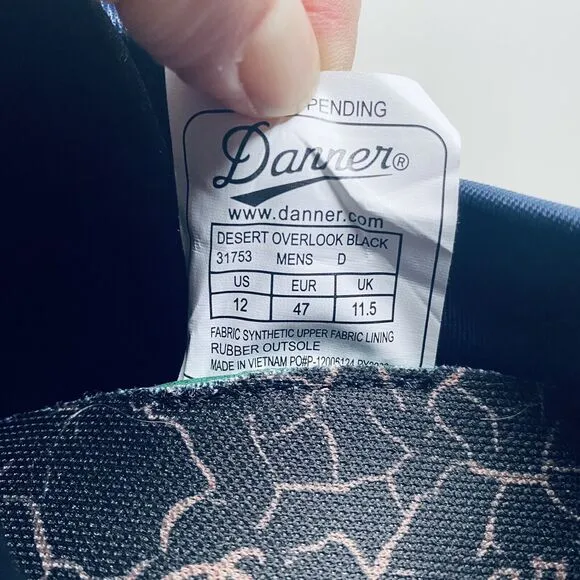 PENDING
Danner®
www.danner.com
DESERT OVERLOOK BLACK
31753 MENS D
US EUR UK
12 47 11.5
FABRIC SYNTHETIC UPPER FABRIC LINING
RUBBER OUTSOLE
MADE IN VIETNAM